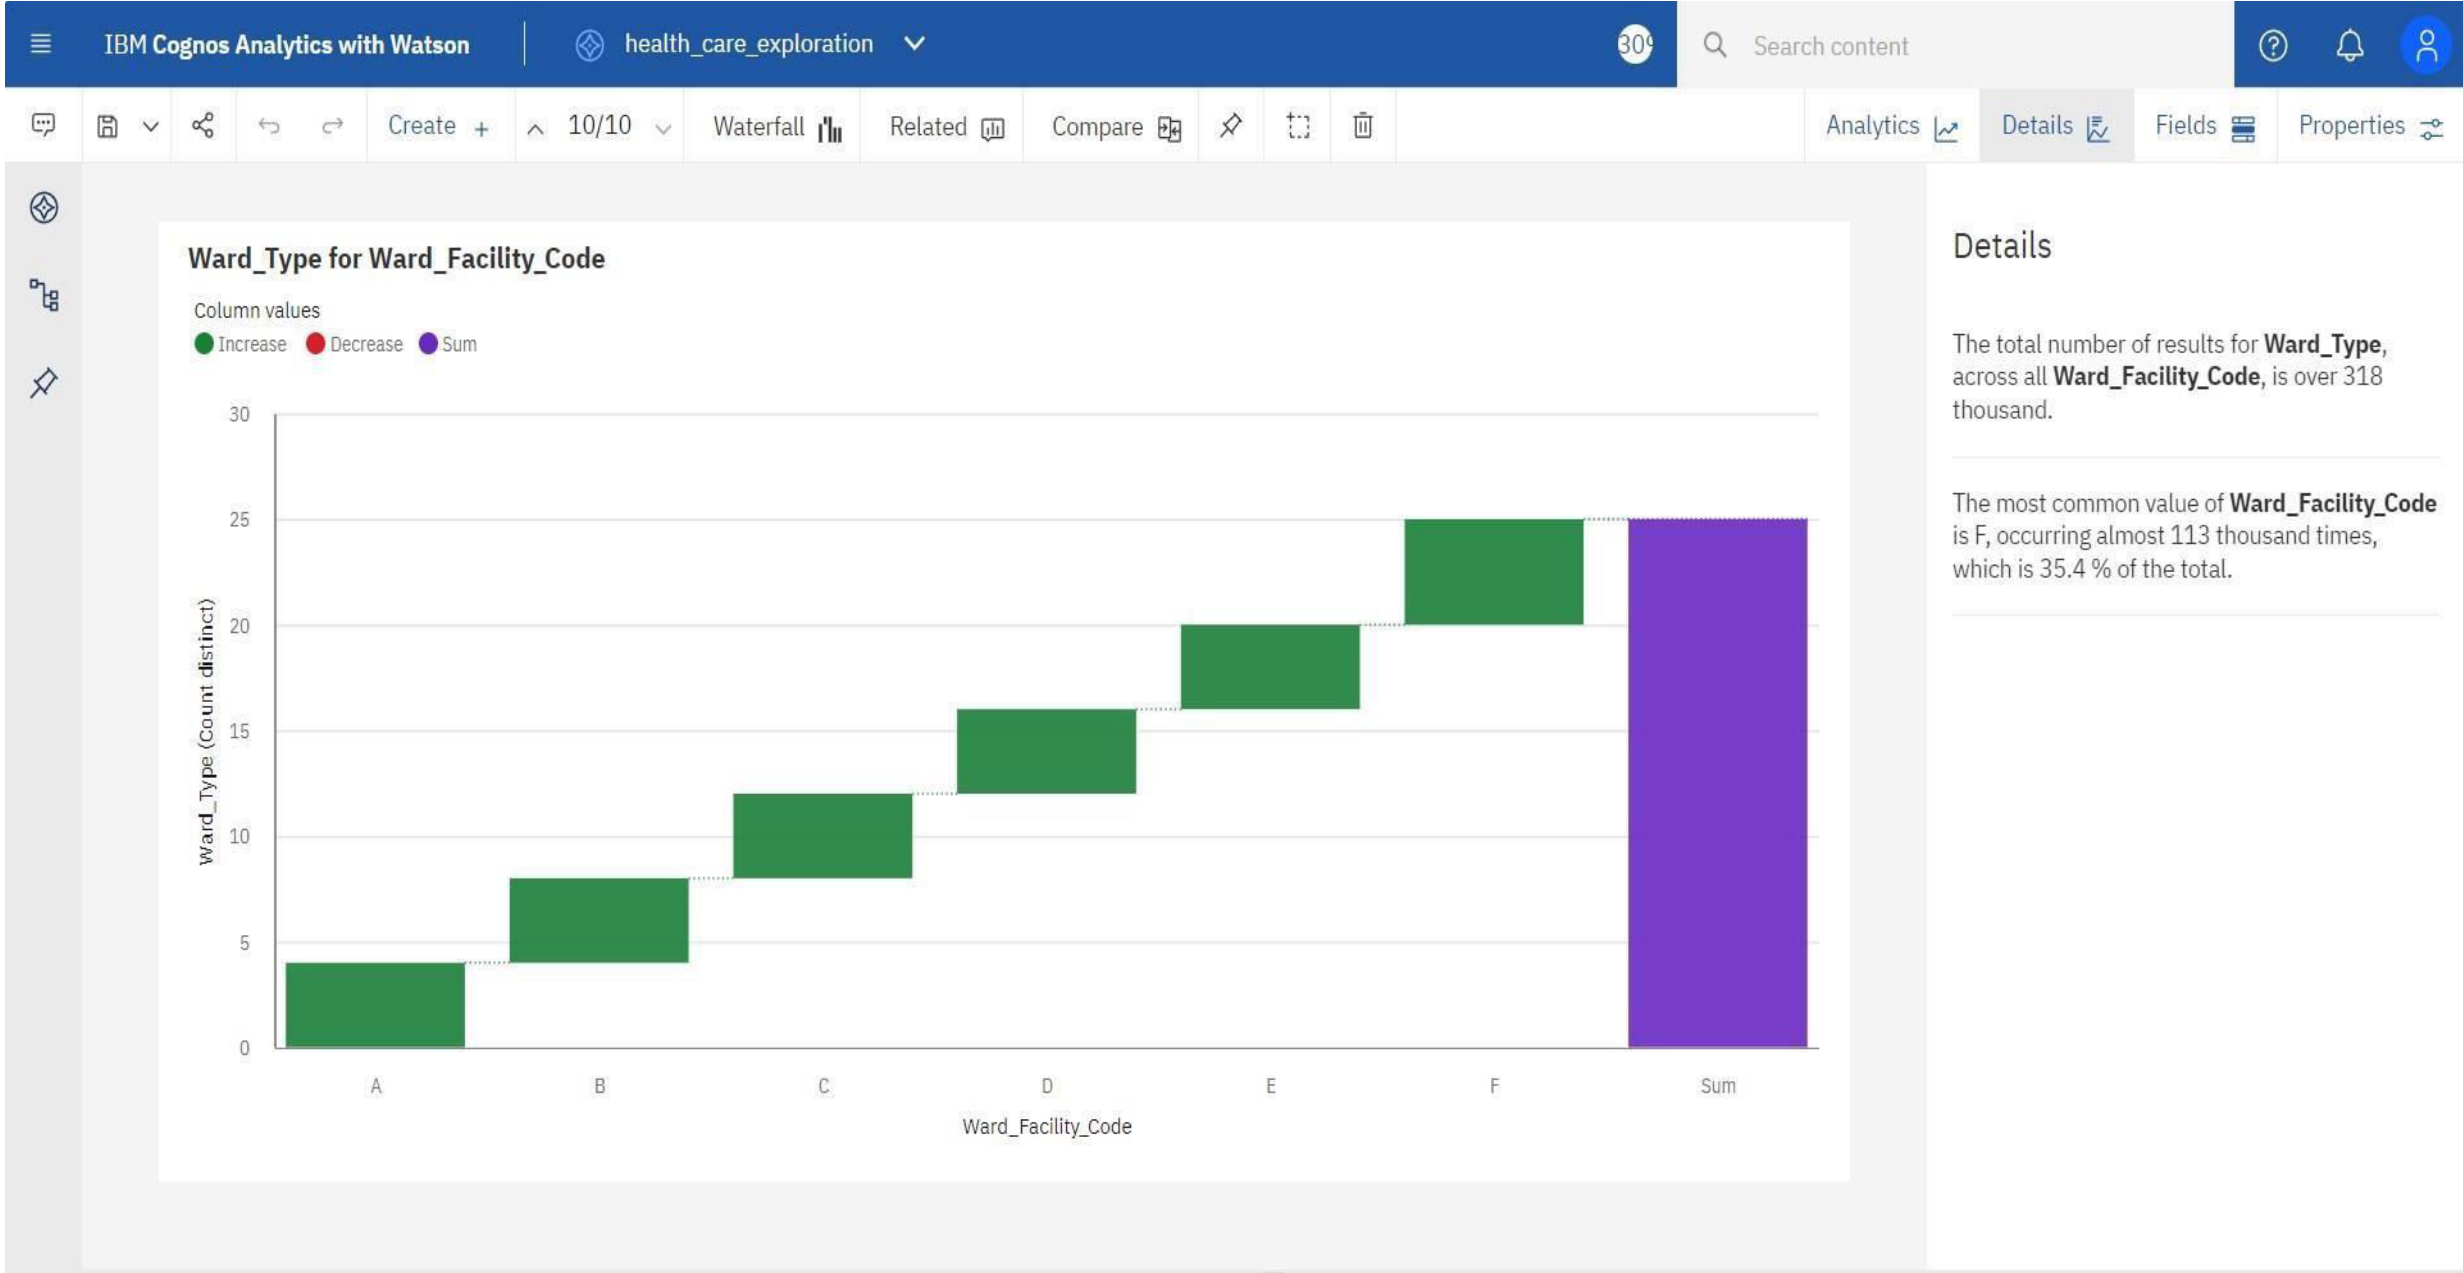 IBM Cognos Analytics with Watson
health_care_exploration
Search content
Create +
10/10
Waterfall
Related
Compare
Analytics
Details
Fields
Properties
Ward_Type for Ward_Facility_Code
Column values
Increase Decrease Sum
30
25
20
15
10
5
0
Ward_Type (Count distinct)
A B C D E F Sum
Ward_Facility_Code
Details
The total number of results for Ward_Type,
across all Ward_Facility_Code, is over 318
thousand.
The most common value of Ward_Facility_Code
is F, occurring almost 113 thousand times,
which is 35.4 % of the total.